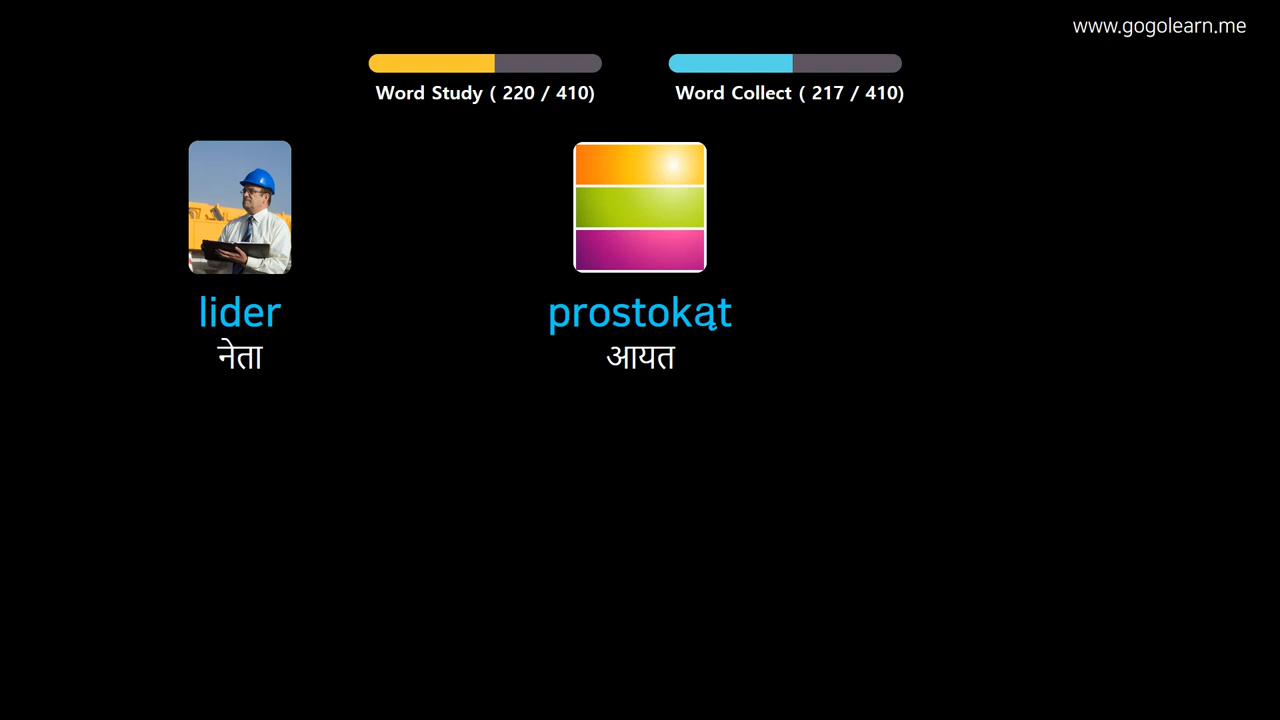 www.gogolearn.me
Word Study ( 220 / 410)
Word Collect ( 217 / 410)
lider
नेता
prostokąt
आयत